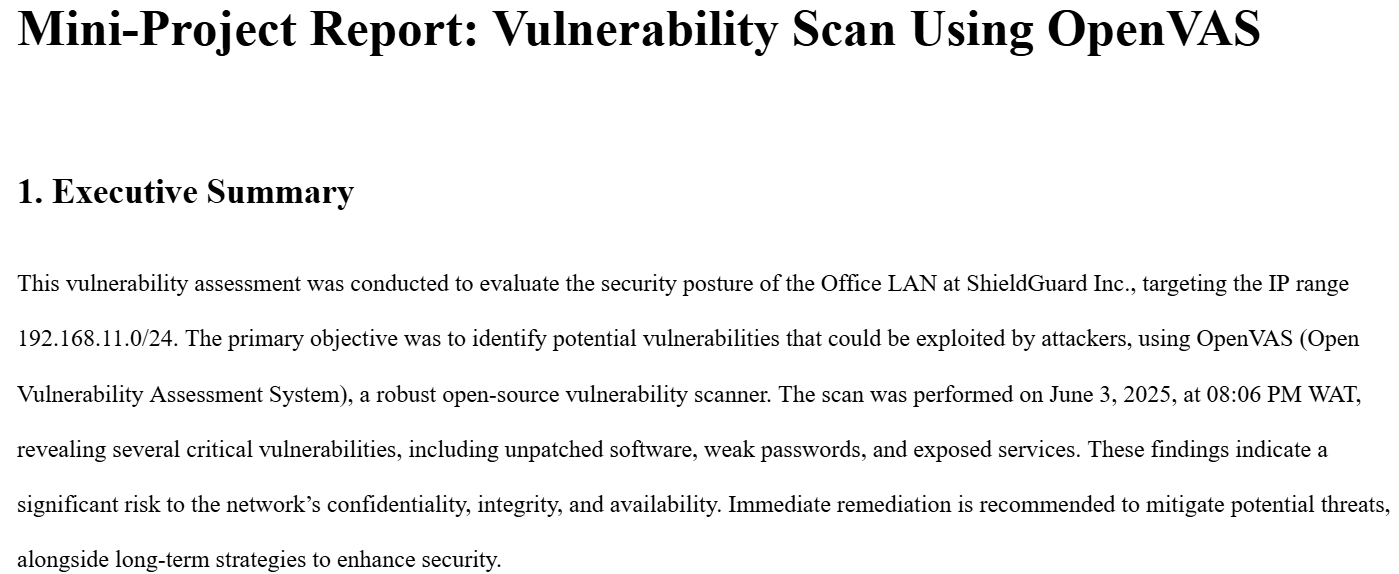 Mini-Project Report: Vulnerability Scan Using OpenVAS
1. Executive Summary
This vulnerability assessment was conducted to evaluate the security posture of the Office LAN at ShieldGuard Inc., targeting the IP range
192.168.11.0/24. The primary objective was to identify potential vulnerabilities that could be exploited by attackers, using OpenVAS (Open
Vulnerability Assessment System), a robust open-source vulnerability scanner. The scan was performed on June 3, 2025, at 08:06 PM WAT,
revealing several critical vulnerabilities, including unpatched software, weak passwords, and exposed services. These findings indicate a
significant risk to the network’s confidentiality, integrity, and availability. Immediate remediation is recommended to mitigate potential threats,
alongside long-term strategies to enhance security.